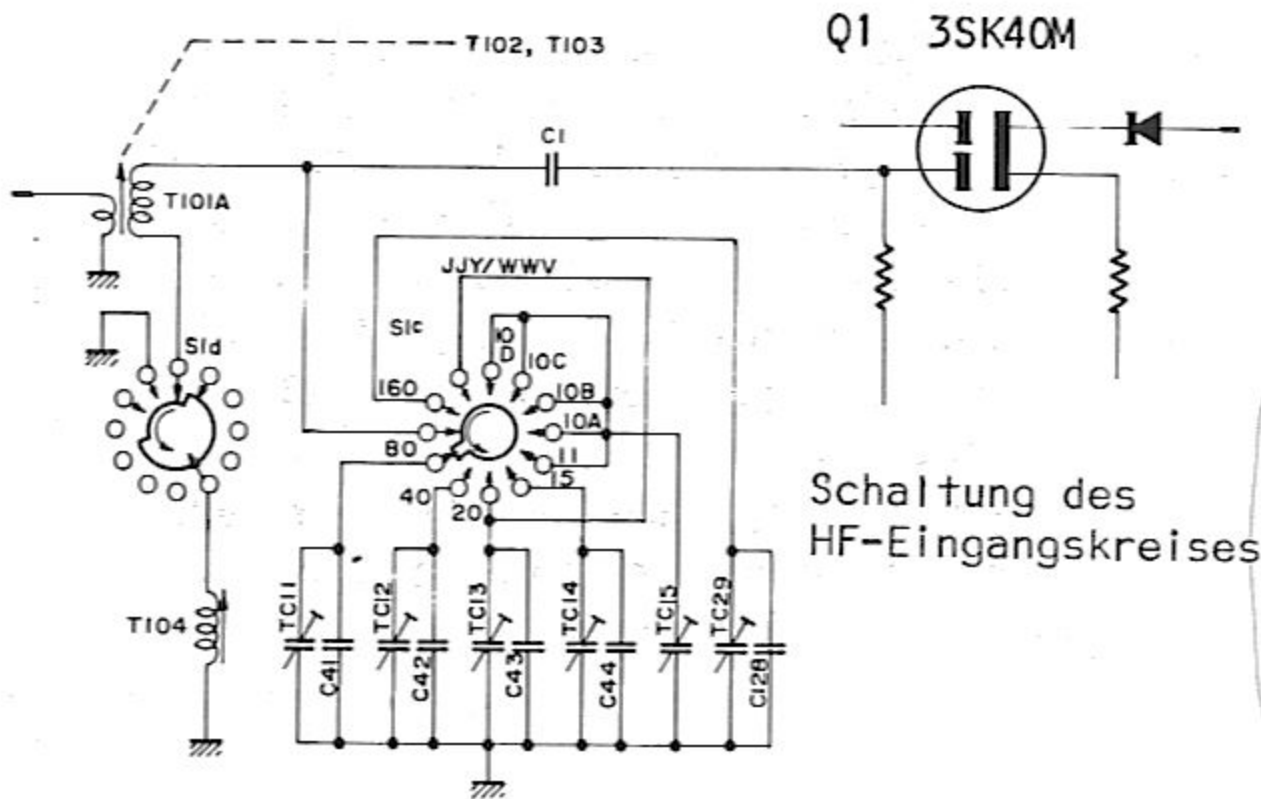 Q1 3SK40M
T102, T103
C1
T101A
JJY/WWV
S1c
S1d
10D
10C
160
10B
10A
80
11
40
15
20
Schaltung des
HF-Eingangskreises
T104
TC11
C41
TC12
C42
TC13
C43
TC14
C44
TC15
TC29
C128